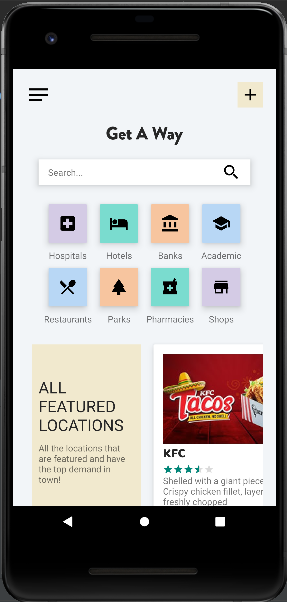 Get A Way
Search...
Hospitals Hotels Banks Academic
Restaurants Parks Pharmacies Shops
ALL
FEATURED
LOCATIONS
All the locations that
are featured and have
the top demand in
town!
KFC
Tacos
KFC
Shelled with a giant piece
Crispy chicken fillet, layer
freshly chopped